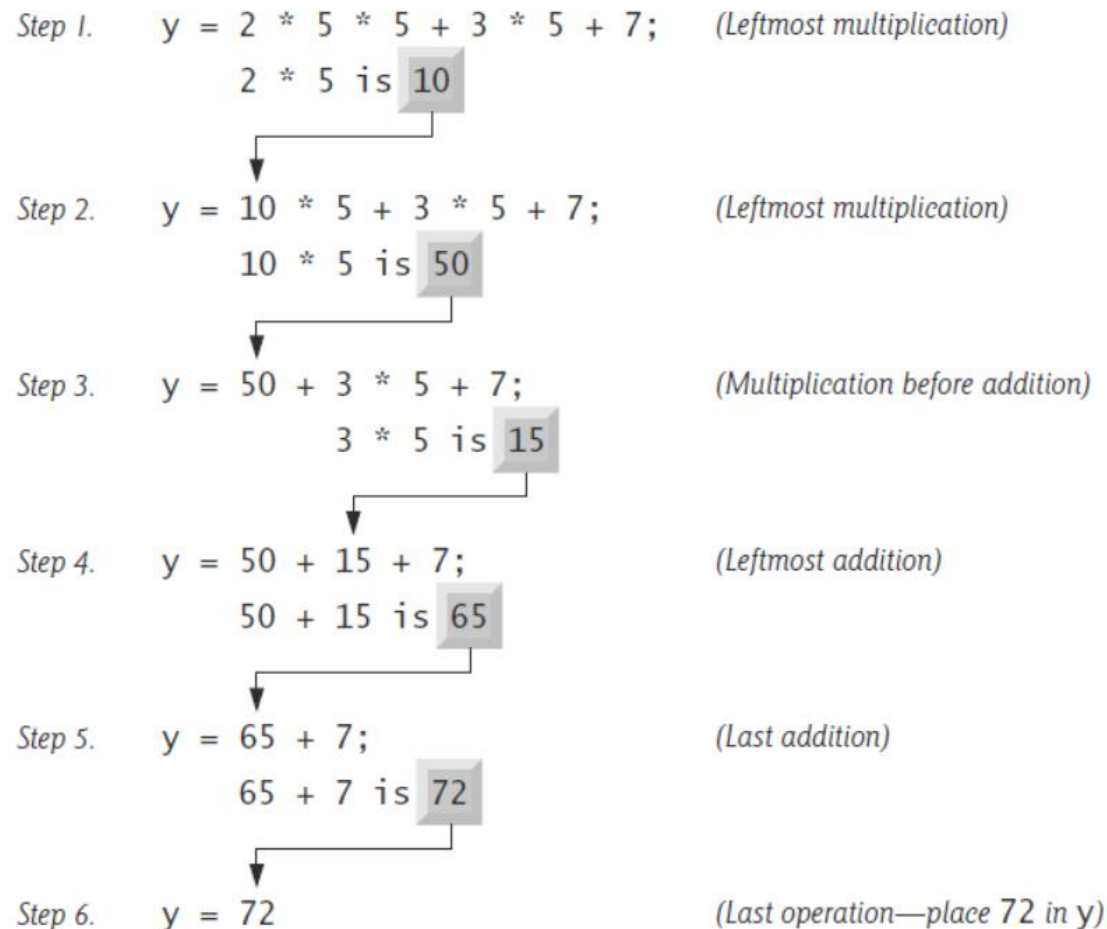 Step 1. y = 2 * 5 * 5 + 3 * 5 + 7; (Leftmost multiplication)
2 * 5 is 10
Step 2. y = 10 * 5 + 3 * 5 + 7; (Leftmost multiplication)
10 * 5 is 50
Step 3. y = 50 + 3 * 5 + 7; (Multiplication before addition)
3 * 5 is 15
Step 4. y = 50 + 15 + 7; (Leftmost addition)
50 + 15 is 65
Step 5. y = 65 + 7; (Last addition)
65 + 7 is 72
Step 6. y = 72 (Last operation—place 72 in y)